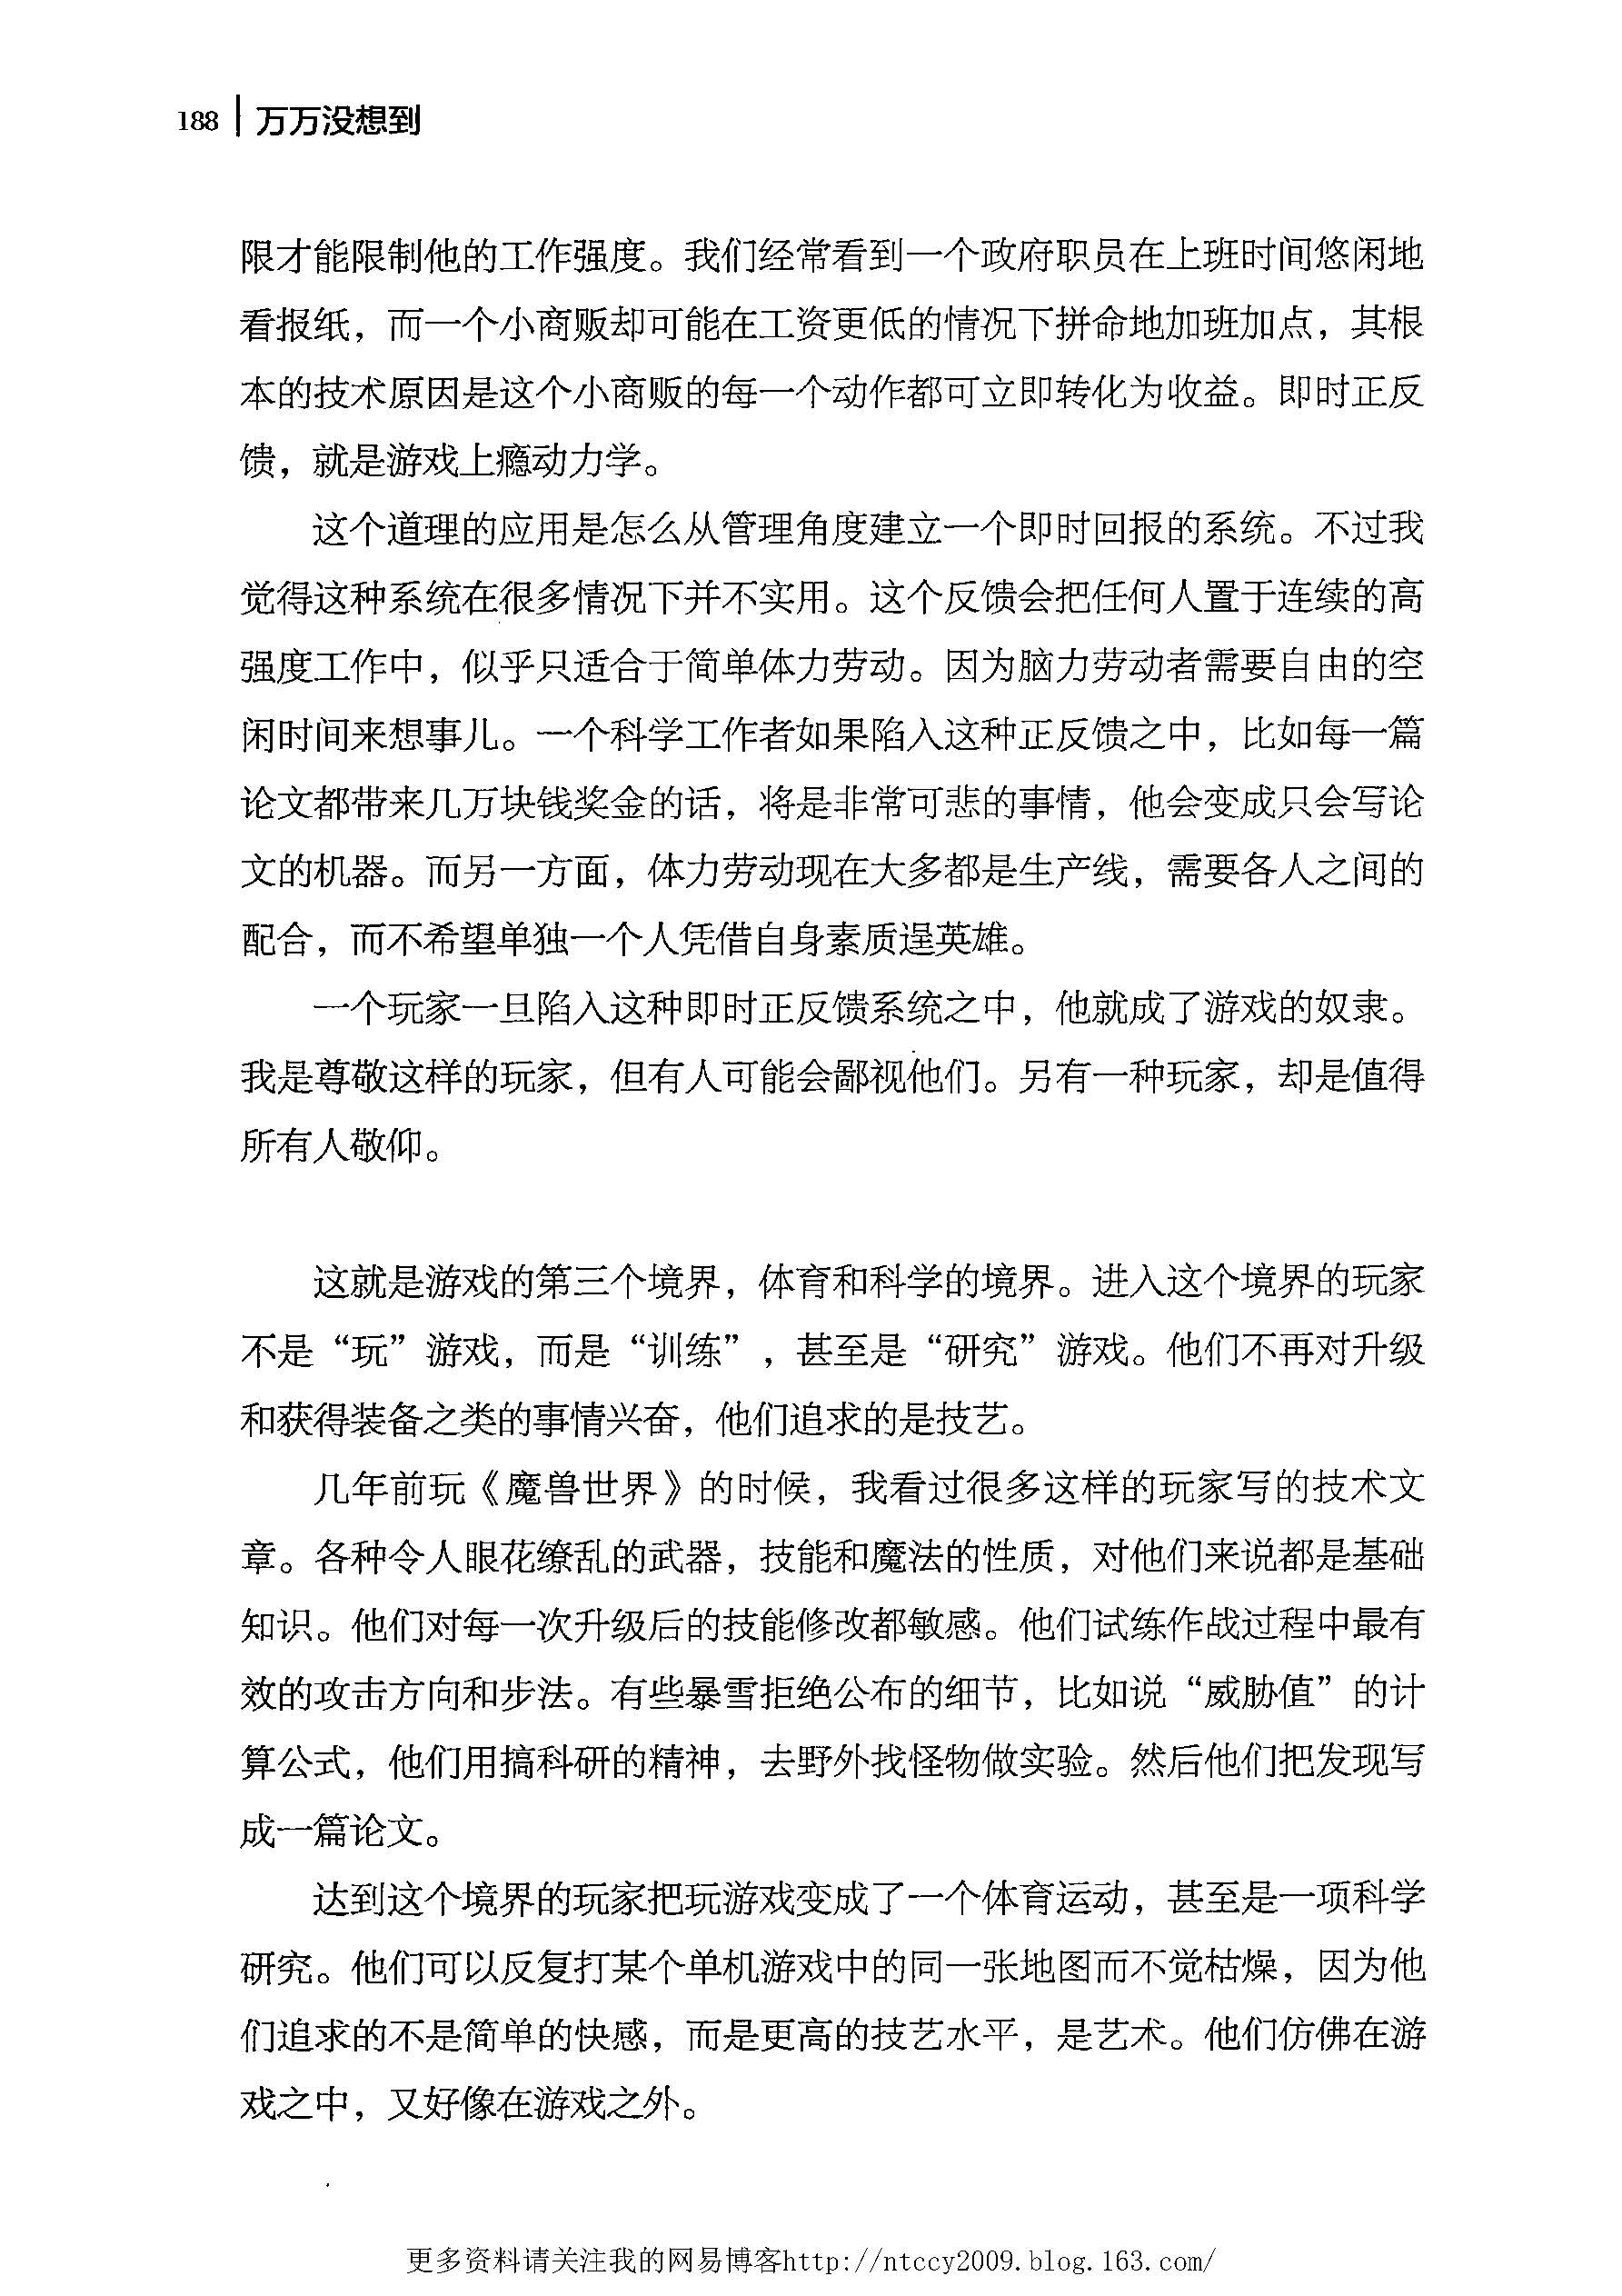 188 万万没想到
限才能限制他的工作强度。我们经常看到一个政府职员在上班时间悠闲地
看报纸，而一个小商贩却可能在工资更低的情况下拼命地加班加点，其根
本的技术原因是这个小商贩的每一个动作都可立即转化为收益。即时正反
馈，就是游戏上瘾动力学。
这个道理的应用是怎么从管理角度建立一个即时回报的系统。不过我
觉得这种系统在很多情况下并不实用。这个反馈会把任何人置于连续的高
强度工作中，似乎只适合于简单体力劳动。因为脑力劳动者需要自由的空
闲时间来想事儿。一个科学工作者如果陷入这种正反馈之中，比如每一篇
论文都带来几万块钱奖金的话，将是非常可悲的事情，他会变成只会写论
文的机器。而另一方面，体力劳动现在大多都是生产线，需要各人之间的
配合，而不希望单独一个人凭借自身素质逞英雄。
一个玩家一旦陷入这种即时正反馈系统之中，他就成了游戏的奴隶。
我是尊敬这样的玩家，但有人可能会鄙视他们。另有一种玩家，却是值得
所有人敬仰。
这就是游戏的第三个境界，体育和科学的境界。进入这个境界的玩家
不是“玩”游戏，而是“训练”，甚至是“研究”游戏。他们不再对升级
和获得装备之类的事情兴奋，他们追求的是技艺。
几年前玩《魔兽世界》的时候，我看过很多这样的玩家写的技术文
章。各种令人眼花缭乱的武器，技能和魔法的性质，对他们来说都是基础
知识。他们对每一次升级后的技能修改都敏感。他们试练作战过程中最有
效的攻击方向和步法。有些暴雪拒绝公布的细节，比如说“威胁值”的计
算公式，他们用搞科研的精神，去野外找怪物做实验。然后他们把发现写
成一篇论文。
达到这个境界的玩家把玩游戏变成了一个体育运动，甚至是一项科学
研究。他们可以反复打某个单机游戏中的同一张地图而不觉枯燥，因为他
们追求的不是简单的快感，而是更高的技艺水平，是艺术。他们仿佛在游
戏之中，又好像在游戏之外。
更多资料请关注我的网易博客http://ntccy2009.blog.163.com/